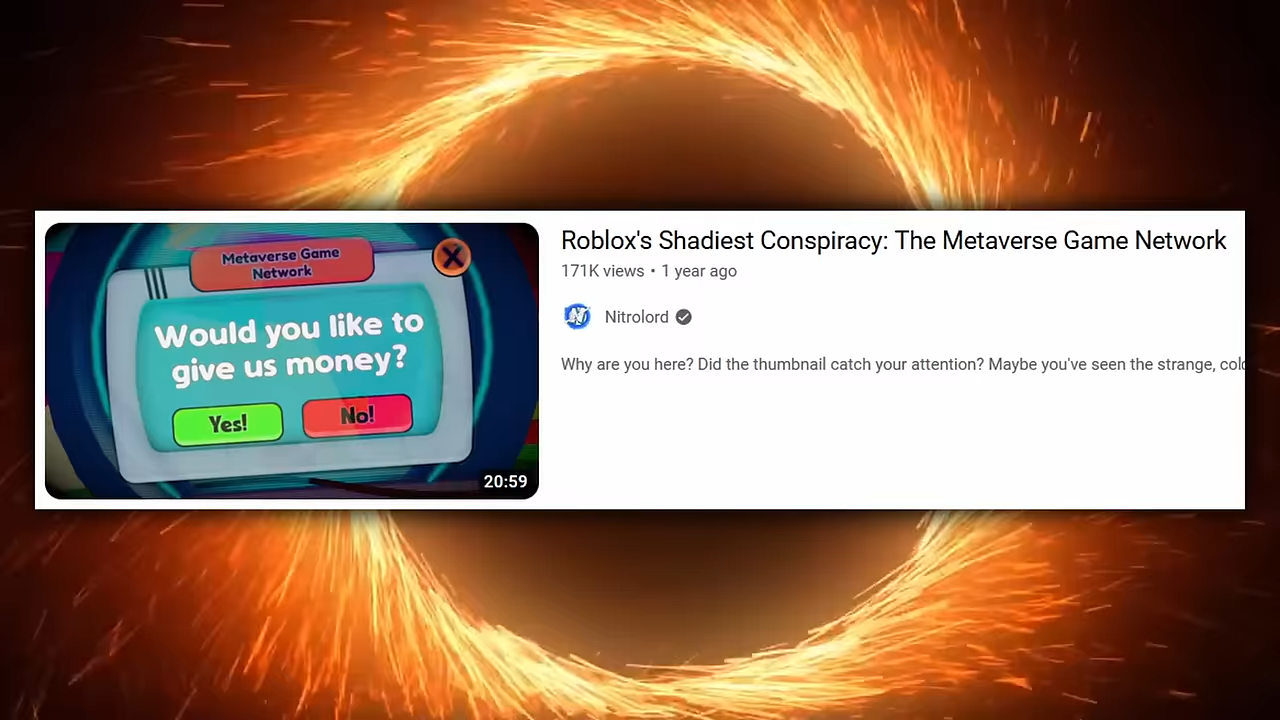 Metaverse Game
Network
Would you like to
give us money?
Yes!
No!
20:59
Roblox's Shadiest Conspiracy: The Metaverse Game Network
171K views • 1 year ago
Nitrolord
Why are you here? Did the thumbnail catch your attention? Maybe you've seen the strange,